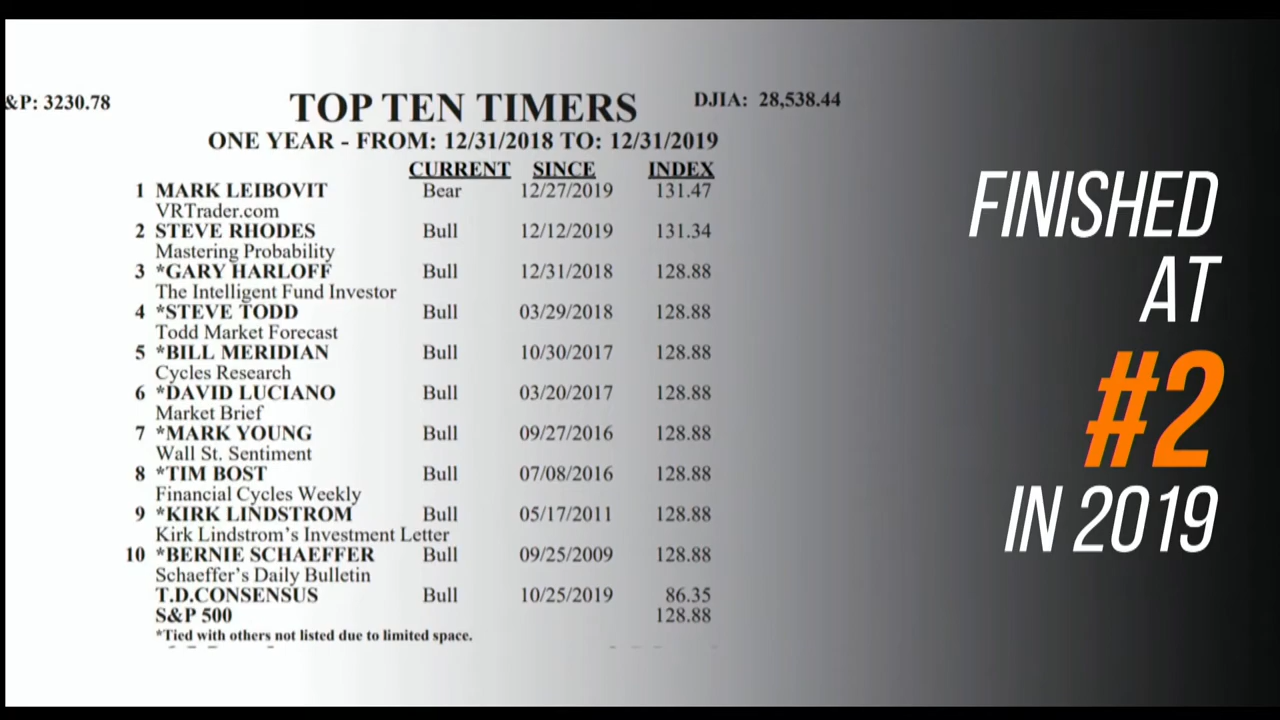 &P: 3230.78
TOP TEN TIMERS
DJIA: 28,538.44
ONE YEAR - FROM: 12/31/2018 TO: 12/31/2019
CURRENT SINCE INDEX
1 MARK LEIBOVIT Bear 12/27/2019 131.47
VRTrader.com
2 STEVE RHODES Bull 12/12/2019 131.34
Mastering Probability
3 *GARY HARLOFF Bull 12/31/2018 128.88
The Intelligent Fund Investor
4 *STEVE TODD Bull 03/29/2018 128.88
Todd Market Forecast
5 *BILL MERIDIAN Bull 10/30/2017 128.88
Cycles Research
6 *DAVID LUCIANO Bull 03/20/2017 128.88
Market Brief
7 *MARK YOUNG Bull 09/27/2016 128.88
Wall St. Sentiment
8 *TIM BOST Bull 07/08/2016 128.88
Financial Cycles Weekly
9 *KIRK LINDSTROM Bull 05/17/2011 128.88
Kirk Lindstrom's Investment Letter
10 *BERNIE SCHAEFFER Bull 09/25/2009 128.88
Schaeffer's Daily Bulletin
T.D.CONSENSUS Bull 10/25/2019 86.35
S&P 500 128.88
*Tied with others not listed due to limited space.
FINISHED
AT
#2
IN 2019